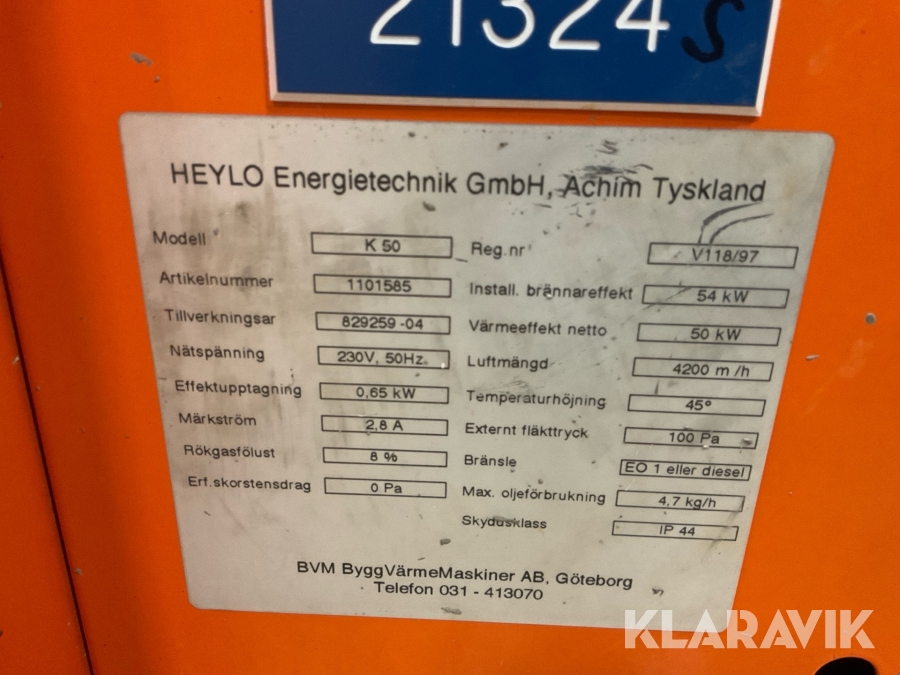 21324 S
HEYLO Energietechnik GmbH, Achim Tyskland
Modell K 50
Artikelnummer 1101585
Tillverkningsar 829259-04
Nätspänning 230V, 50Hz.
Effektupptagning 0,65 kW
Märkström 2,8 A
Rökgasfölust 8 %
Erf.skorstensdrag 0 Pa
Reg.nr V118/97
Install. brännareffekt 54 kW
Värmeeffekt netto 50 kW
Luftmängd 4200 m /h
Temperaturhöjning 45°
Externt fläkttryck 100 Pa
Bränsle EO 1 eller diesel
Max. oljeförbrukning 4,7 kg/h
Skydusklass IP 44
BVM ByggVärmeMaskiner AB, Göteborg
Telefon 031 - 413070
KLARAVIK